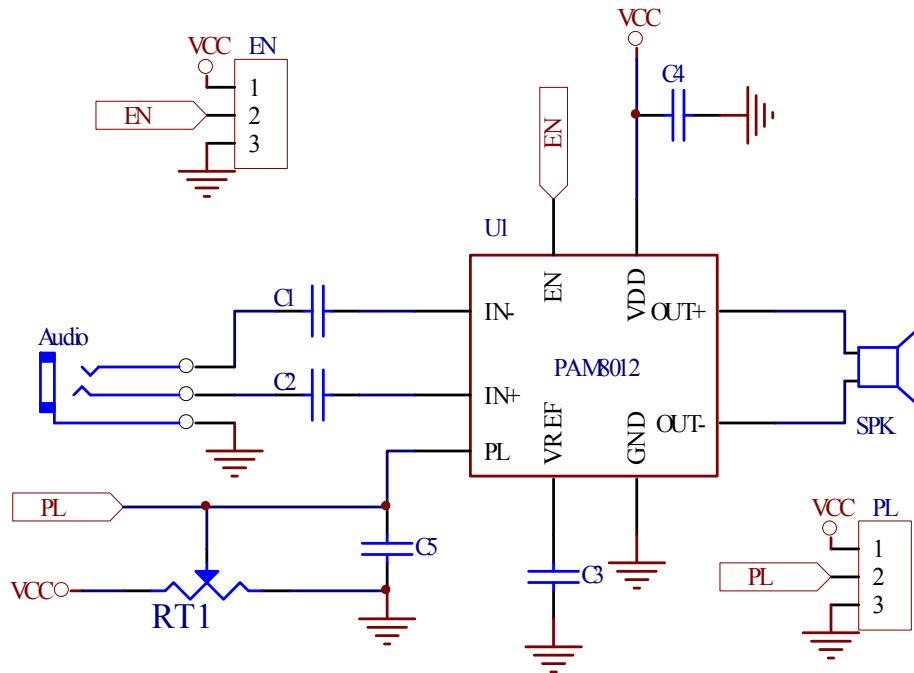 VCC
EN
1
EN
2
3
VCC
C4
EN
U1
EN
VDD
C1
IN-
OUT+
Audio
PAM8012
C2
IN+
VREF
GND
OUT-
SPK
PL
PL
VCC
PL
1
C5
C3
PL
2
VCC
RT1
3